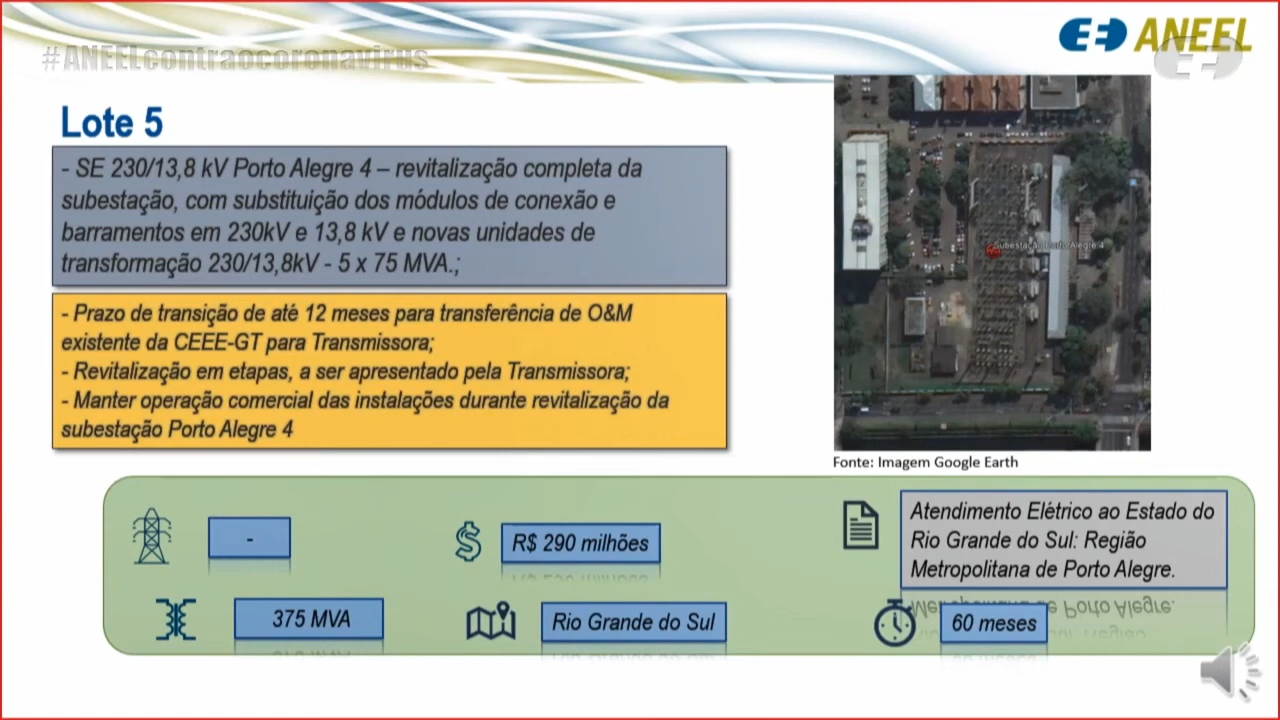 #ANEELcontraocoronavirus
ANEEL
Lote 5
- SE 230/13,8 kV Porto Alegre 4 – revitalização completa da
subestação, com substituição dos módulos de conexão e
barramentos em 230kV e 13,8 kV e novas unidades de
transformação 230/13,8kV - 5 x 75 MVA.;
- Prazo de transição de até 12 meses para transferência de O&M
existente da CEEE-GT para Transmissora;
- Revitalização em etapas, a ser apresentado pela Transmissora;
- Manter operação comercial das instalações durante revitalização da
subestação Porto Alegre 4
Subestação Porto Alegre 4
Fonte: Imagem Google Earth
-
R$ 290 milhões
Atendimento Elétrico ao Estado do
Rio Grande do Sul: Região
Metropolitana de Porto Alegre.
375 MVA
Rio Grande do Sul
60 meses